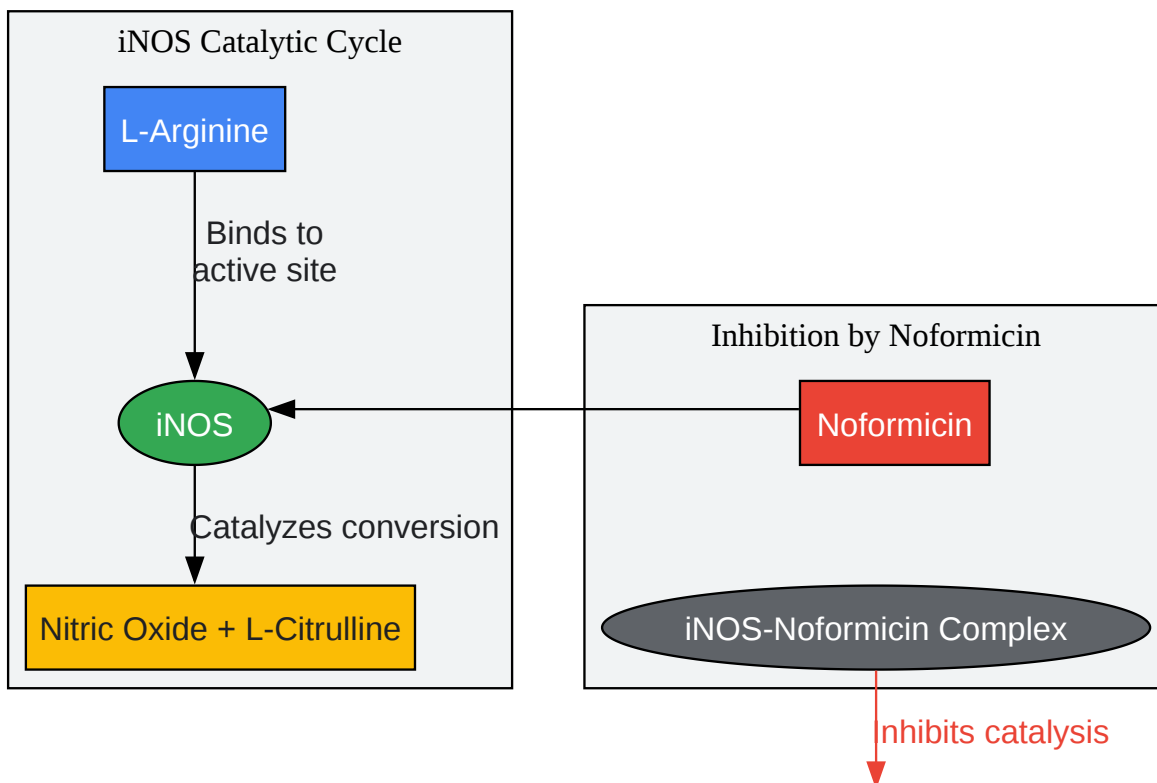 iNOS Catalytic Cycle
L-Arginine
Binds to
active site
iNOS
Catalyzes conversion
Nitric Oxide + L-Citrulline
Inhibition by Noformicin
Noformicin
iNOS-Noformicin Complex
Inhibits catalysis